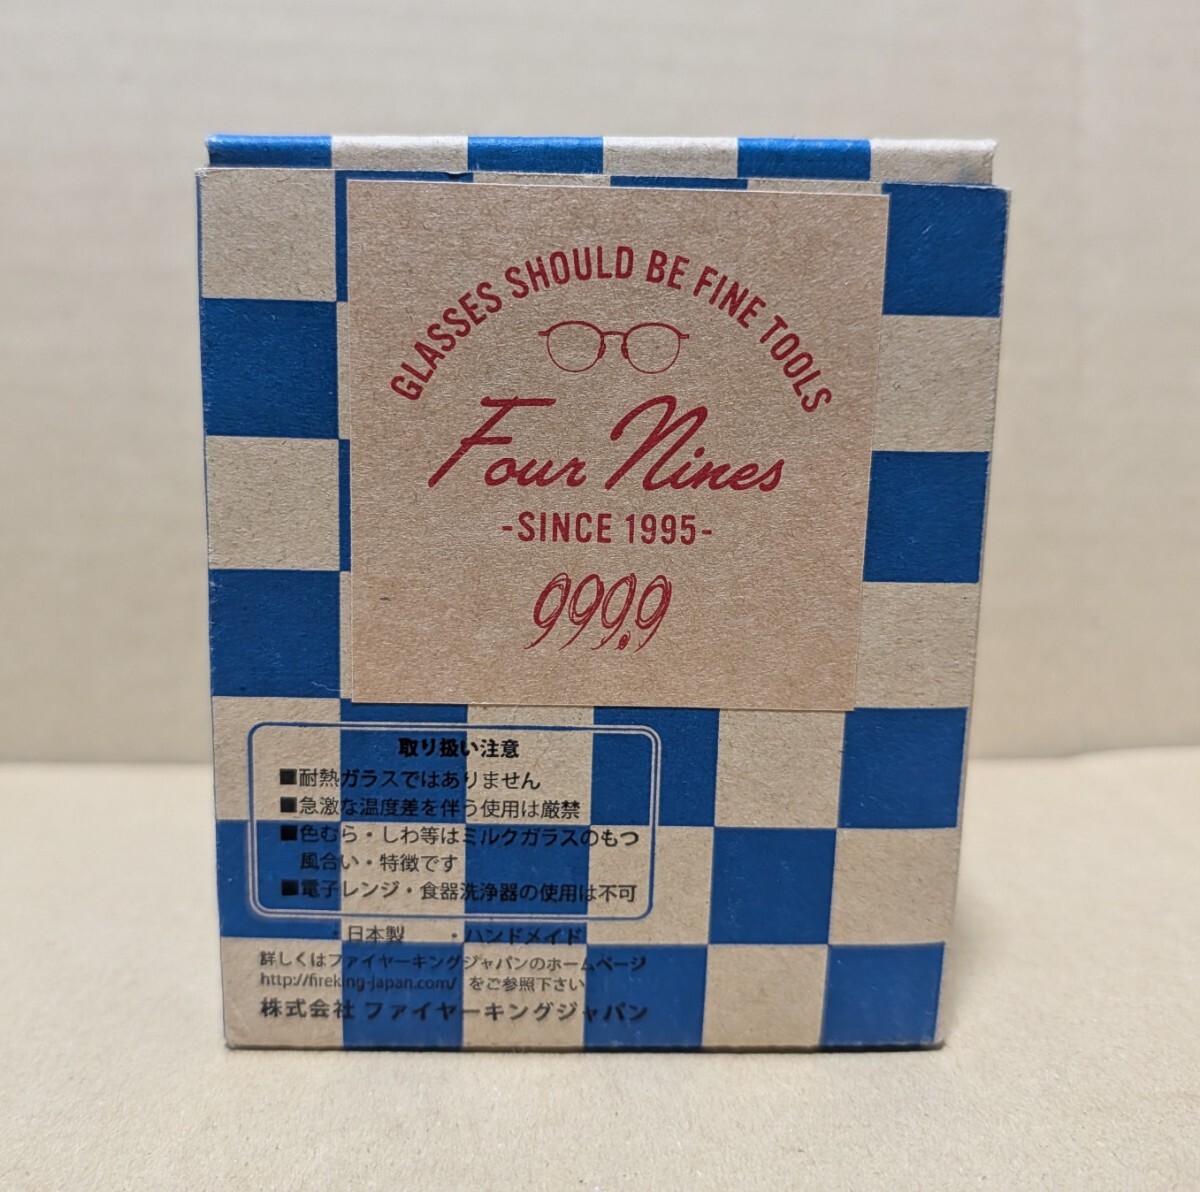 GLASSES SHOULD BE FINE TOOLS
Four Nines
-SINCE 1995-
999.9
取り扱い注意
■耐熱ガラスではありません
■急激な温度差を伴う使用は厳禁
■色むら・しわ等はミルクガラスのもつ
風合い・特徴です
■電子レンジ・食器洗浄器の使用は不可
・日本製 ・ハンドメイド
詳しくはファイヤーキングジャパンのホームページ
http://fireking-japan.com/ をご参照下さい
株式会社 ファイヤーキングジャパン